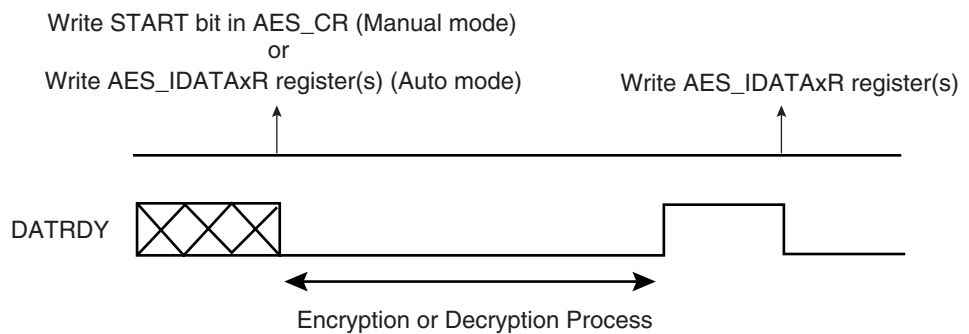 Write START bit in AES_CR (Manual mode)
or
Write AES_IDATAxR register(s) (Auto mode)
Write AES_IDATAxR register(s)
DATRDY
Encryption or Decryption Process